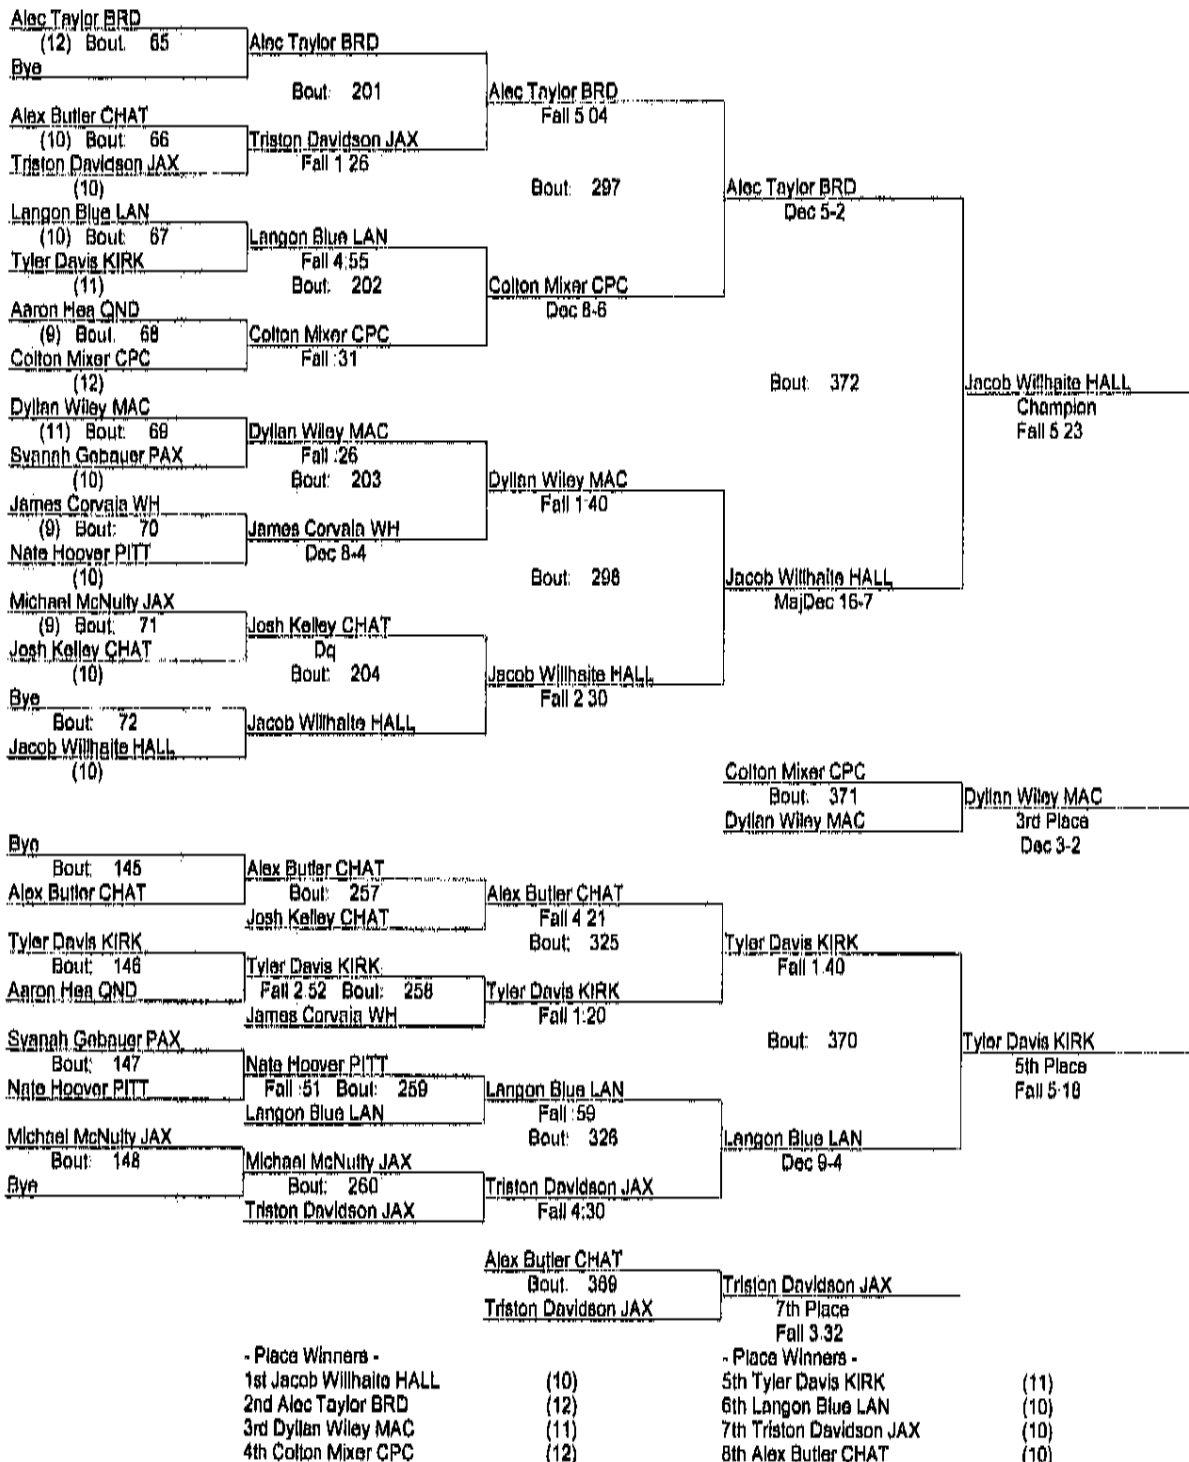 Alec Taylor BRD
(12) Bout: 65
Bye
Alec Taylor BRD
Bout: 201
Alex Butler CHAT
(10) Bout: 66
Triston Davidson JAX
(10)
Triston Davidson JAX
Fall 1 26
Alec Taylor BRD
Fall 5 04
Bout: 297
Langon Blue LAN
(10) Bout: 67
Tyler Davis KIRK
(11)
Langon Blue LAN
Fall 4:55
Bout: 202
Aaron Hea QND
(9) Bout: 68
Colton Mixer CPC
(12)
Colton Mixer CPC
Fall :31
Colton Mixer CPC
Dec 8-6
Alec Taylor BRD
Dec 5-2
Bout: 372
Dyllan Wiley MAC
(11) Bout: 69
Svanah Gebauer PAX
(10)
Dyllan Wiley MAC
Fall :26
Bout: 203
James Corvaia WH
(9) Bout: 70
Nate Hoover PITT
(10)
James Corvaia WH
Dec 8-4
Dyllan Wiley MAC
Fall 1:40
Bout: 298
Michael McNulty JAX
(9) Bout: 71
Josh Kelley CHAT
(10)
Josh Kelley CHAT
Dq
Bout: 204
Bye
Bout: 72
Jacob Willhaite HALL
(10)
Jacob Willhaite HALL
Jacob Willhaite HALL
Fall 2 30
Jacob Willhaite HALL
MajDec 16-7
Jacob Willhaite HALL
Champion
Fall 5 23
Colton Mixer CPC
Bout: 371
Dyllan Wiley MAC
Dyllan Wiley MAC
3rd Place
Dec 3-2
Bye
Bout: 145
Alex Butler CHAT
Alex Butler CHAT
Bout: 257
Josh Kelley CHAT
Alex Butler CHAT
Fall 4 21
Bout: 325
Tyler Davis KIRK
Bout: 146
Aaron Hea QND
Tyler Davis KIRK
Fall 2.52 Bout: 258
James Corvaia WH
Tyler Davis KIRK
Fall 1:20
Tyler Davis KIRK
Fall 1.40
Bout: 370
Svanah Gebauer PAX
Bout: 147
Nate Hoover PITT
Nate Hoover PITT
Fall :51 Bout: 259
Langon Blue LAN
Langon Blue LAN
Fall :59
Bout: 326
Michael McNulty JAX
Bout: 148
Bye
Michael McNulty JAX
Bout: 260
Triston Davidson JAX
Triston Davidson JAX
Fall 4:30
Langon Blue LAN
Dec 9-4
Tyler Davis KIRK
5th Place
Fall 5:18
Alex Butler CHAT
Bout: 369
Triston Davidson JAX
Triston Davidson JAX
7th Place
Fall 3.32
- Place Winners -
1st Jacob Willhaite HALL (10)
2nd Alec Taylor BRD (12)
3rd Dyllan Wiley MAC (11)
4th Colton Mixer CPC (12)
- Place Winners -
5th Tyler Davis KIRK (11)
6th Langon Blue LAN (10)
7th Triston Davidson JAX (10)
8th Alex Butler CHAT (10)